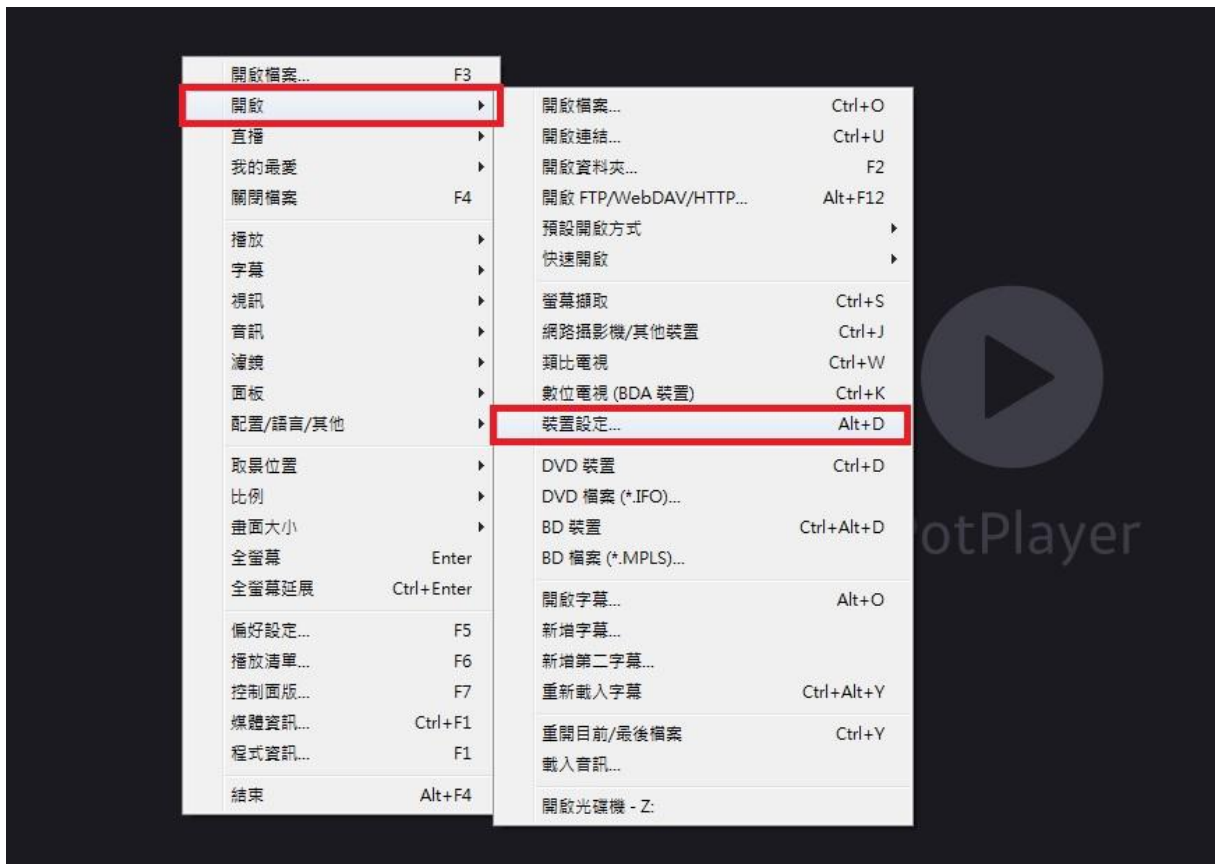 開啟檔案... F3
開啟
直播
我的最愛
關閉檔案 F4
播放
字幕
視訊
音訊
濾鏡
面板
配置/語言/其他
取景位置
比例
畫面大小
全螢幕 Enter
全螢幕延展 Ctrl+Enter
偏好設定... F5
播放清單... F6
控制面版... F7
媒體資訊... Ctrl+F1
程式資訊... F1
結束 Alt+F4
開啟檔案... Ctrl+O
開啟連結... Ctrl+U
開啟資料夾... F2
開啟 FTP/WebDAV/HTTP... Alt+F12
預設開啟方式
快速開啟
螢幕擷取 Ctrl+S
網路攝影機/其他裝置 Ctrl+J
類比電視 Ctrl+W
數位電視 (BDA 裝置) Ctrl+K
裝置設定... Alt+D
DVD 裝置 Ctrl+D
DVD 檔案 (*.IFO)...
BD 裝置 Ctrl+Alt+D
BD 檔案 (*.MPLS)...
開啟字幕... Alt+O
新增字幕...
新增第二字幕...
重新載入字幕 Ctrl+Alt+Y
重開目前/最後檔案 Ctrl+Y
載入音訊...
開啟光碟機 - Z:
otPlayer